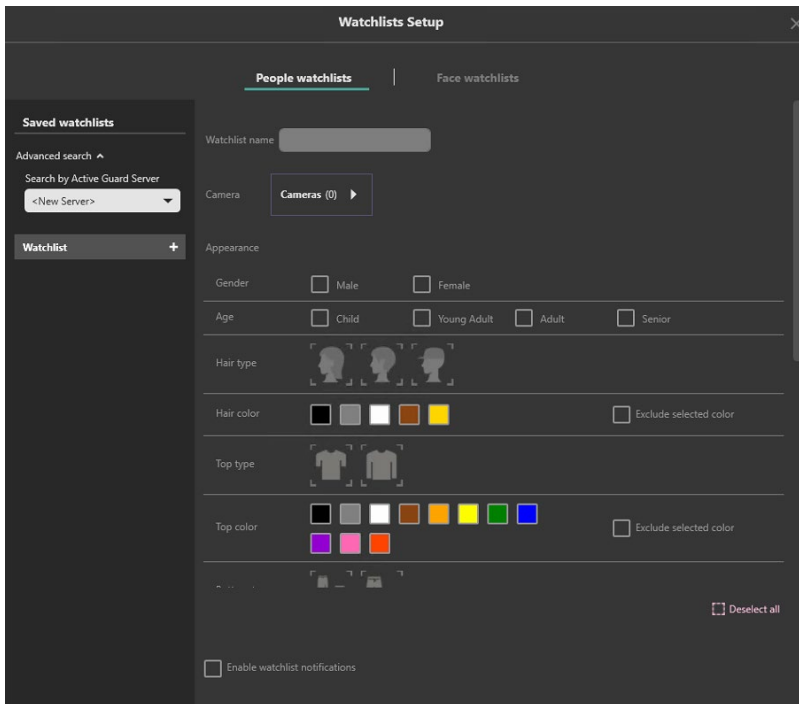 Watchlists Setup
People watchlists
Face watchlists
Saved watchlists
Advanced search
Search by Active Guard Server
<New Server>
Watchlist +
Watchlist name
Camera
Cameras (0)
Appearance
Gender
Male
Female
Age
Child
Young Adult
Adult
Senior
Hair type
Hair color
Exclude selected color
Top type
Top color
Exclude selected color
Deselect all
Enable watchlist notifications